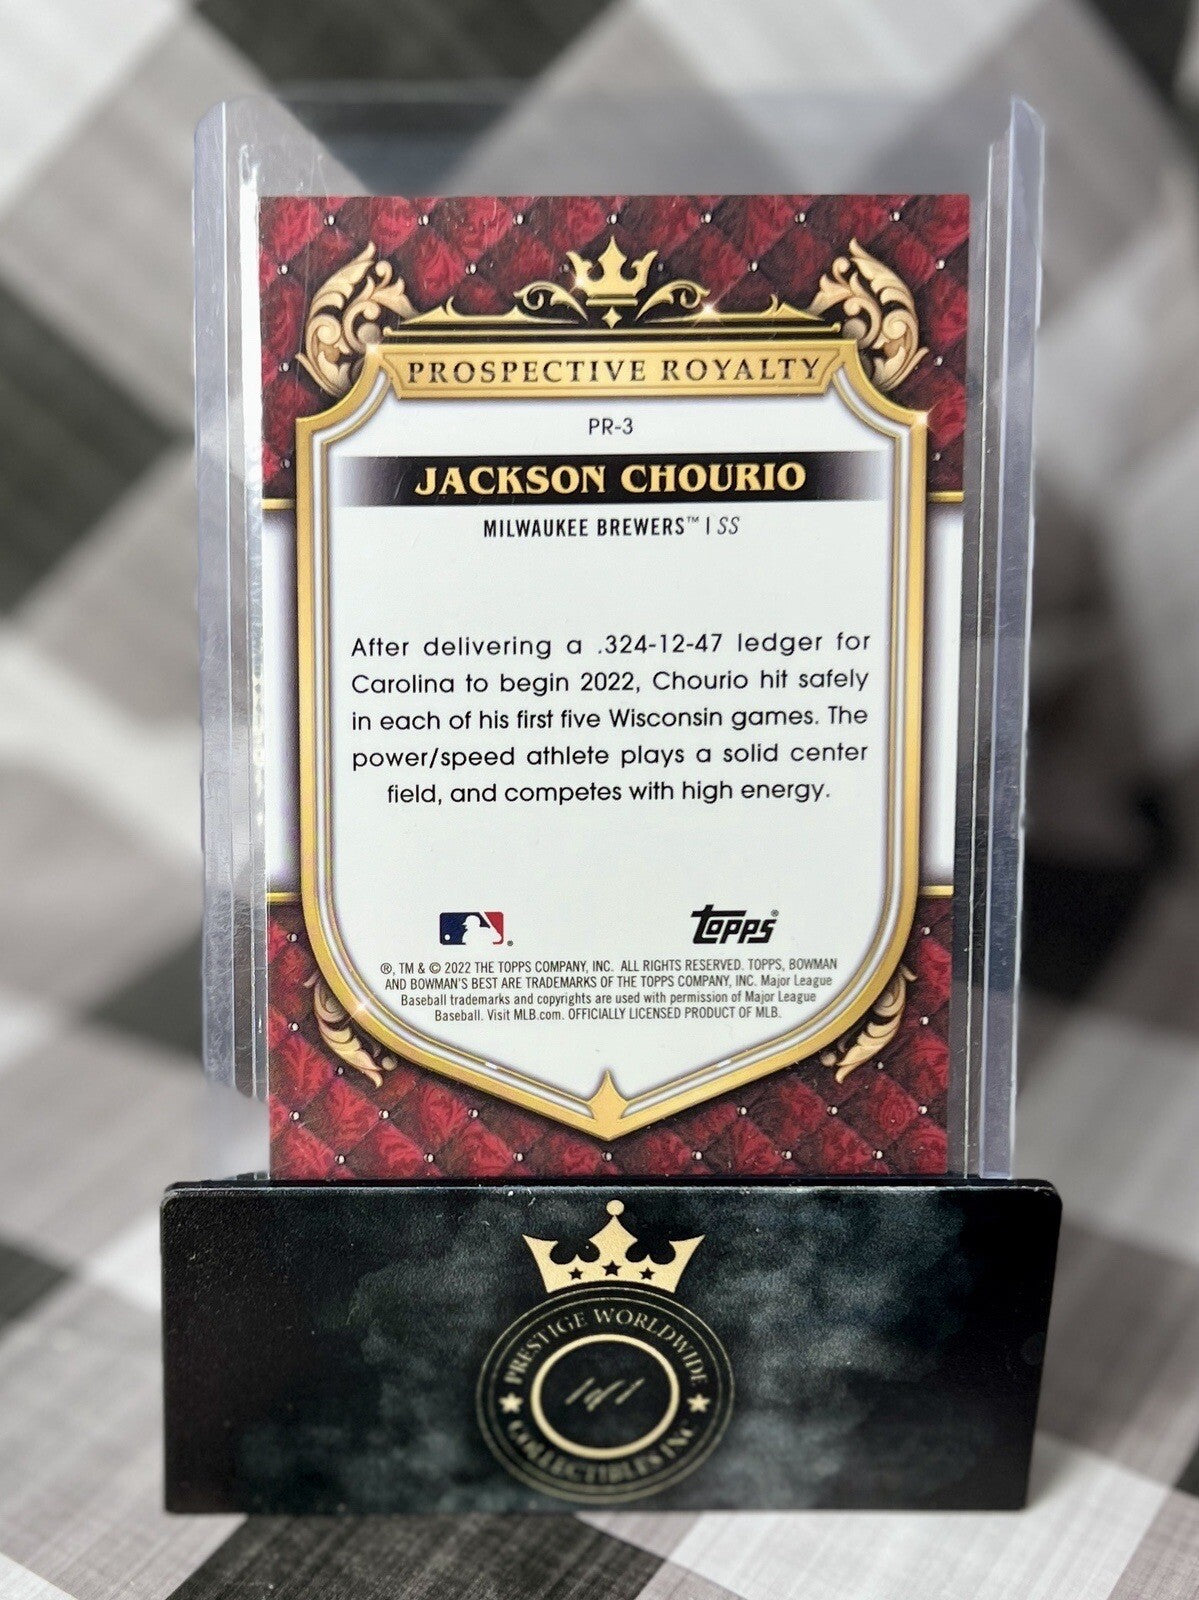 PROSPECTIVE ROYALTY
PR-3
JACKSON CHOURIO
MILWAUKEE BREWERS™ | SS
After delivering a .324-12-47 ledger for
Carolina to begin 2022, Chourio hit safely
in each of his first five Wisconsin games. The
power/speed athlete plays a solid center
field, and competes with high energy.
topps®
®, TM & © 2022 THE TOPPS COMPANY, INC. ALL RIGHTS RESERVED. TOPPS, BOWMAN
AND BOWMAN'S BEST ARE TRADEMARKS OF THE TOPPS COMPANY, INC. Major League
Baseball trademarks and copyrights are used with permission of Major League
Baseball. Visit MLB.com. OFFICIALLY LICENSED PRODUCT OF MLB.
PRESTIGE WORLDWIDE
1of1
COLLECTIBLES INC